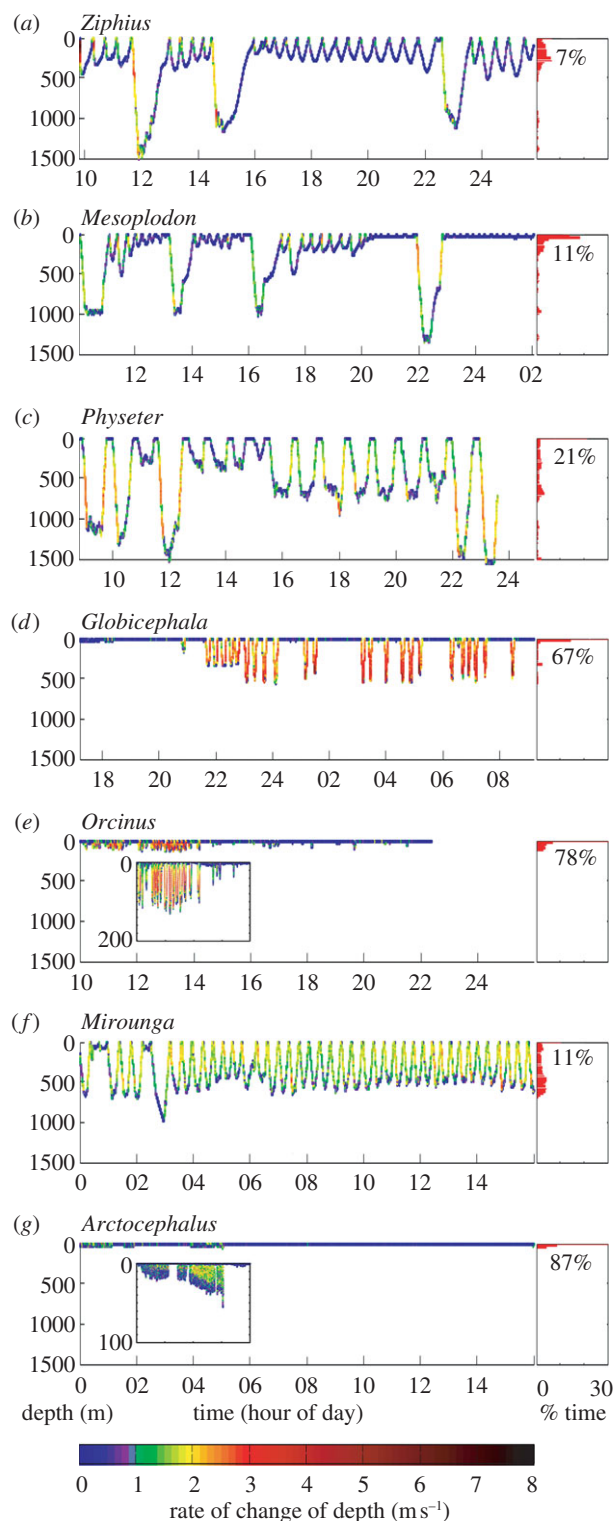 (a) Ziphius
0
500
1000
1500
7%
10 12 14 16 18 20 22 24
(b) Mesoplodon
0
500
1000
1500
11%
12 14 16 18 20 22 24 02
(c) Physeter
0
500
1000
1500
21%
10 12 14 16 18 20 22 24
(d) Globicephala
0
500
1000
1500
67%
18 20 22 24 02 04 06 08
(e) Orcinus
0
500
1000
1500
0
200
78%
10 12 14 16 18 20 22 24
(f) Mirounga
0
500
1000
1500
11%
0 02 04 06 08 10 12 14
(g) Arctocephalus
0
500
1000
1500
0
100
87%
0 02 04 06 08 10 12 14
0 30
depth (m) time (hour of day) % time
0 1 2 3 4 5 6 7 8
rate of change of depth (m s–1)